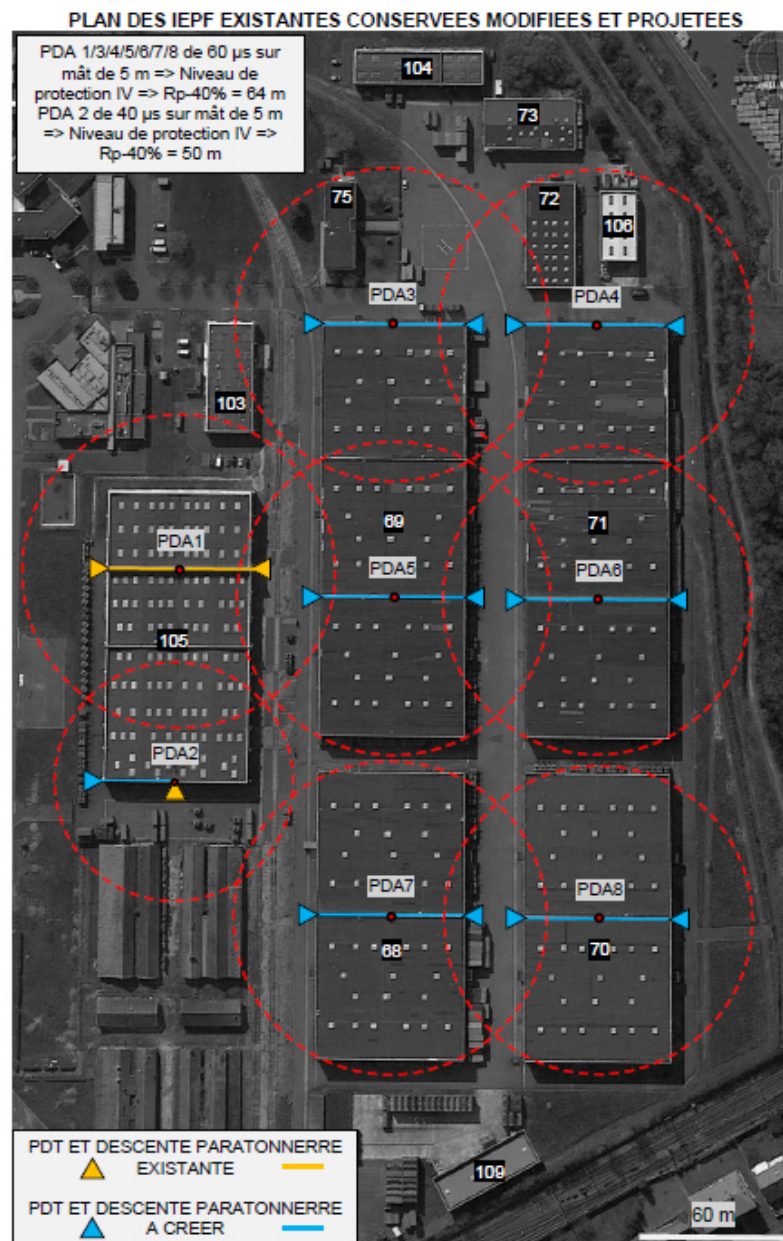 PLAN DES IEPF EXISTANTES CONSERVEES MODIFIEES ET PROJETEES
PDA 1/3/4/5/6/7/8 de 60 µs sur
mât de 5 m => Niveau de
protection IV => Rp-40% = 64 m
PDA 2 de 40 µs sur mât de 5 m
=> Niveau de protection IV =>
Rp-40% = 50 m
104
73
75
72
106
H
PDA3
PDA4
103
69
71
PDA1
PDA5
PDA6
105
PDA2
PDA7
PDA8
68
70
PDT ET DESCENTE PARATONNERRE
EXISTANTE
PDT ET DESCENTE PARATONNERRE
A CREER
109
60 m